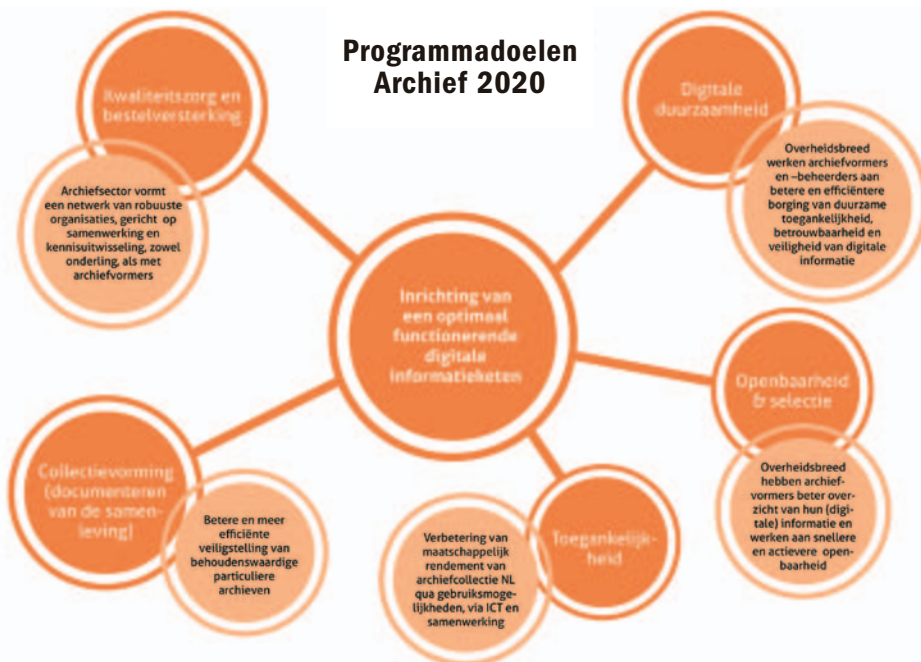 Programmadoelen
Archief 2020
Kwaliteitszorg en
bestelversterking
Archiefsector vormt
een netwerk van robuuste
organisaties, gericht op
samenwerking en
kennisuitwisseling, zowel
onderling, als met
archiefvormers
Digitale
duurzaamheid
Overheidsbreed
werken archiefvormers
en –beheerders aan
betere en efficiëntere
borging van duurzame
toegankelijkheid,
betrouwbaarheid en
veiligheid van digitale
informatie
Inrichting van
een optimaal
functionerende
digitale
informatieketen
Openbaarheid
& selectie
Overheidsbreed
hebben archief-
vormers beter over-
zicht van hun (digi-
tale) informatie en
werken aan snellere
en actievere open-
baarheid
Collectievorming
(documenteren
van de samen-
leving)
Betere en meer
efficiënte
veiligstelling van
behoudenswaardige
particuliere
archieven
Toegankelijk-
heid
Verbetering van
maatschappelijk
rendement van
archiefcollectie NL
qua gebruiksmoge-
lijkheden, via ICT en
samenwerking